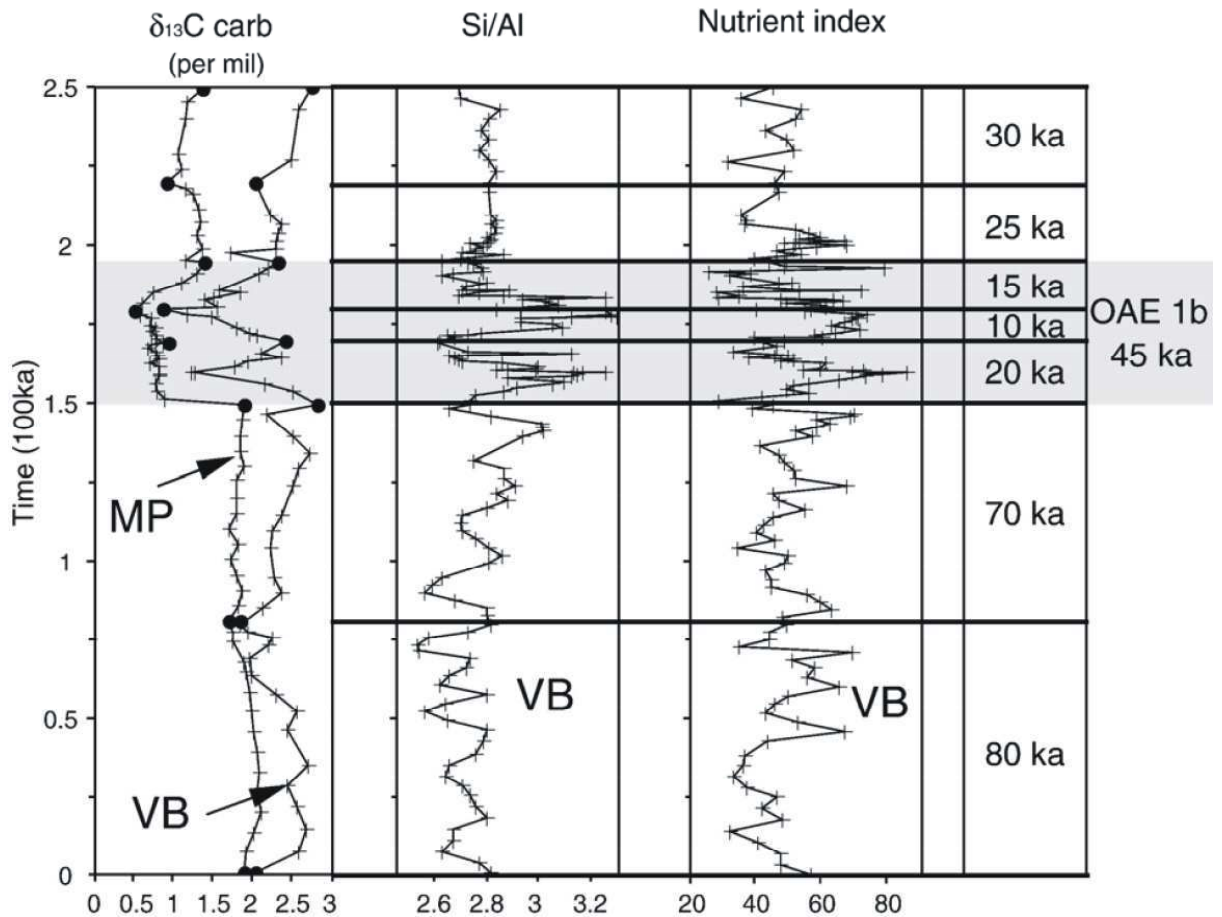 δ13C carb
(per mil)
Si/Al
Nutrient index
2.5
2
1.5
1
0.5
0
Time (100ka)
MP
VB
VB
VB
30 ka
25 ka
15 ka
10 ka
20 ka
70 ka
80 ka
OAE 1b
45 ka
0 0.5 1 1.5 2 2.5 3
2.6 2.8 3 3.2
20 40 60 80